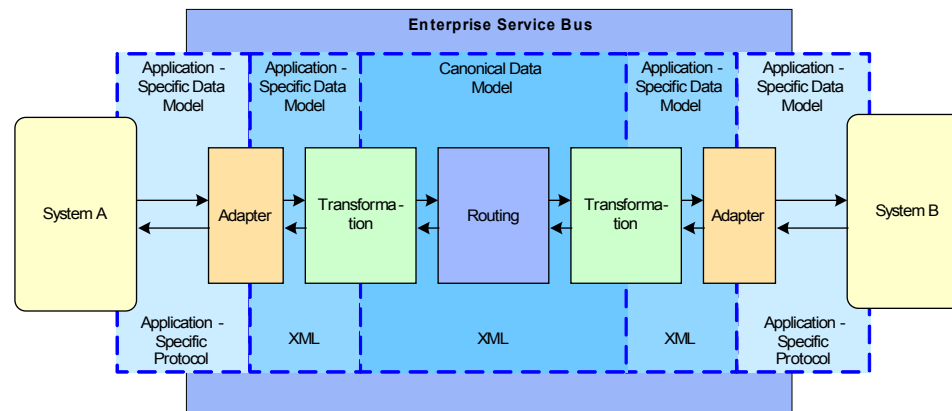 Enterprise Service Bus
Application -
Specific Data
Model
Application -
Specific Data
Model
Canonical Data
Model
Application -
Specific Data
Model
Application -
Specific Data
Model
System A
Adapter
Transforma-
tion
Routing
Transforma-
tion
Adapter
System B
Application -
Specific
Protocol
XML
XML
XML
Application -
Specific
Protocol